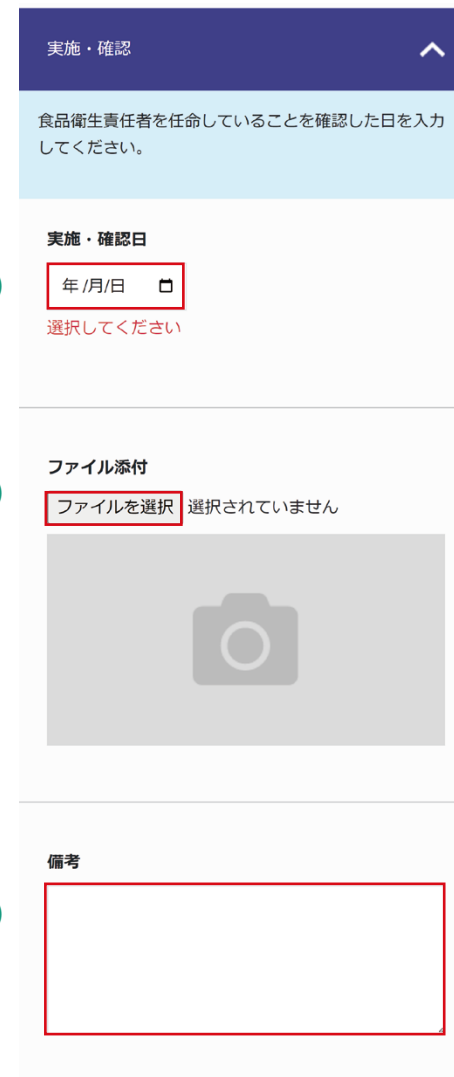 実施・確認
食品衛生責任者を任命していることを確認した日を入力
してください。
実施・確認日
年/月/日
選択してください
ファイル添付
ファイルを選択 選択されていません
備考